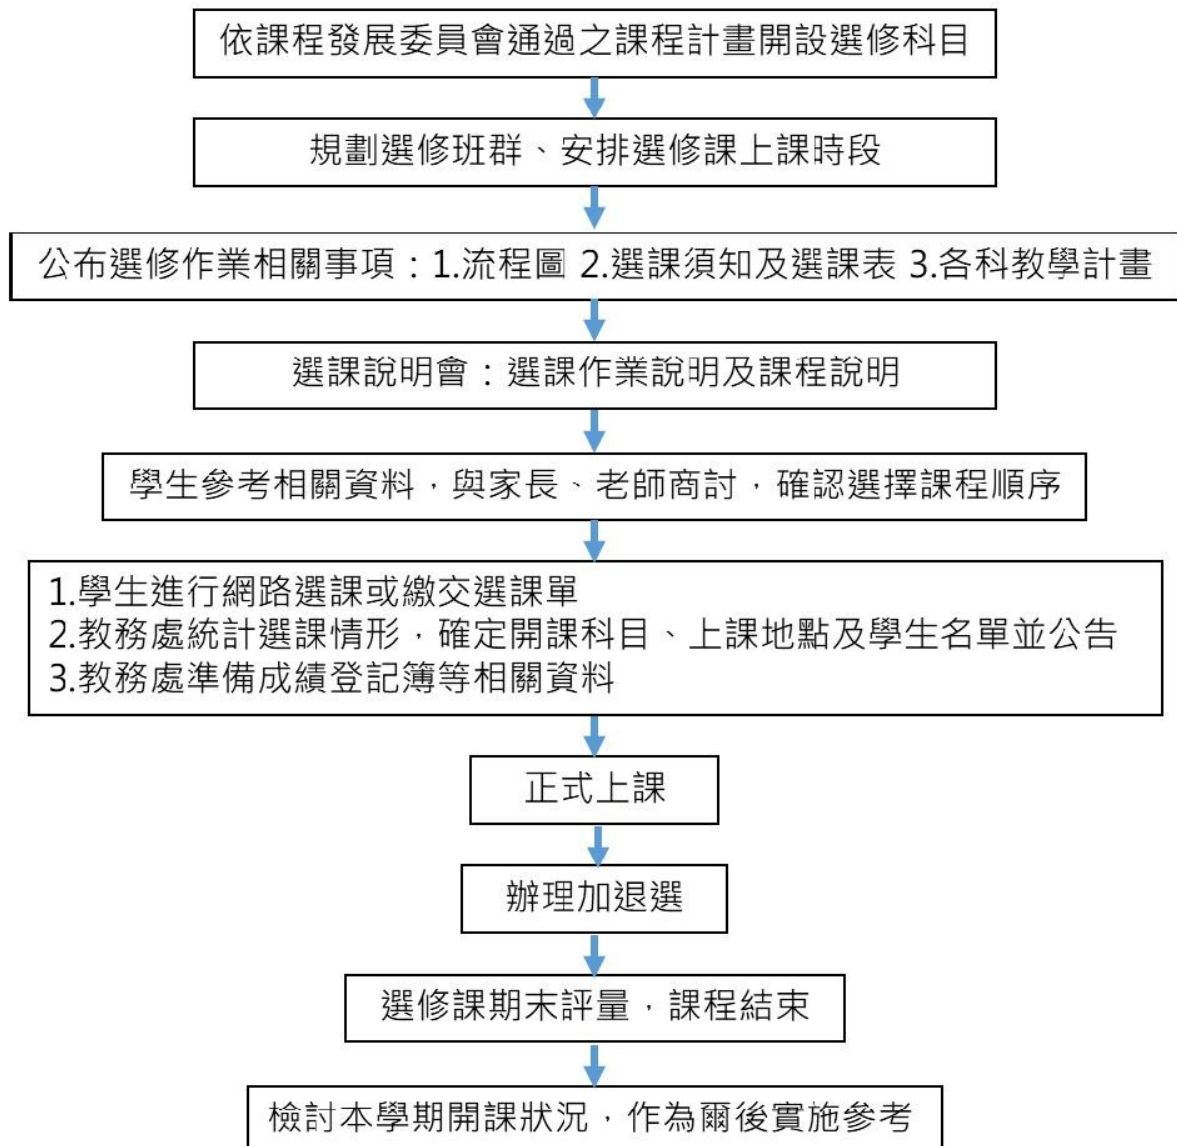 依課程發展委員會通過之課程計畫開設選修科目
規劃選修班群、安排選修課上課時段
公布選修作業相關事項：1.流程圖 2.選課須知及選課表 3.各科教學計畫
選課說明會：選課作業說明及課程說明
學生參考相關資料，與家長、老師商討，確認選擇課程順序
1.學生進行網路選課或繳交選課單
2.教務處統計選課情形，確定開課科目、上課地點及學生名單並公告
3.教務處準備成績登記簿等相關資料
正式上課
辦理加退選
選修課期末評量，課程結束
檢討本學期開課狀況，作為爾後實施參考